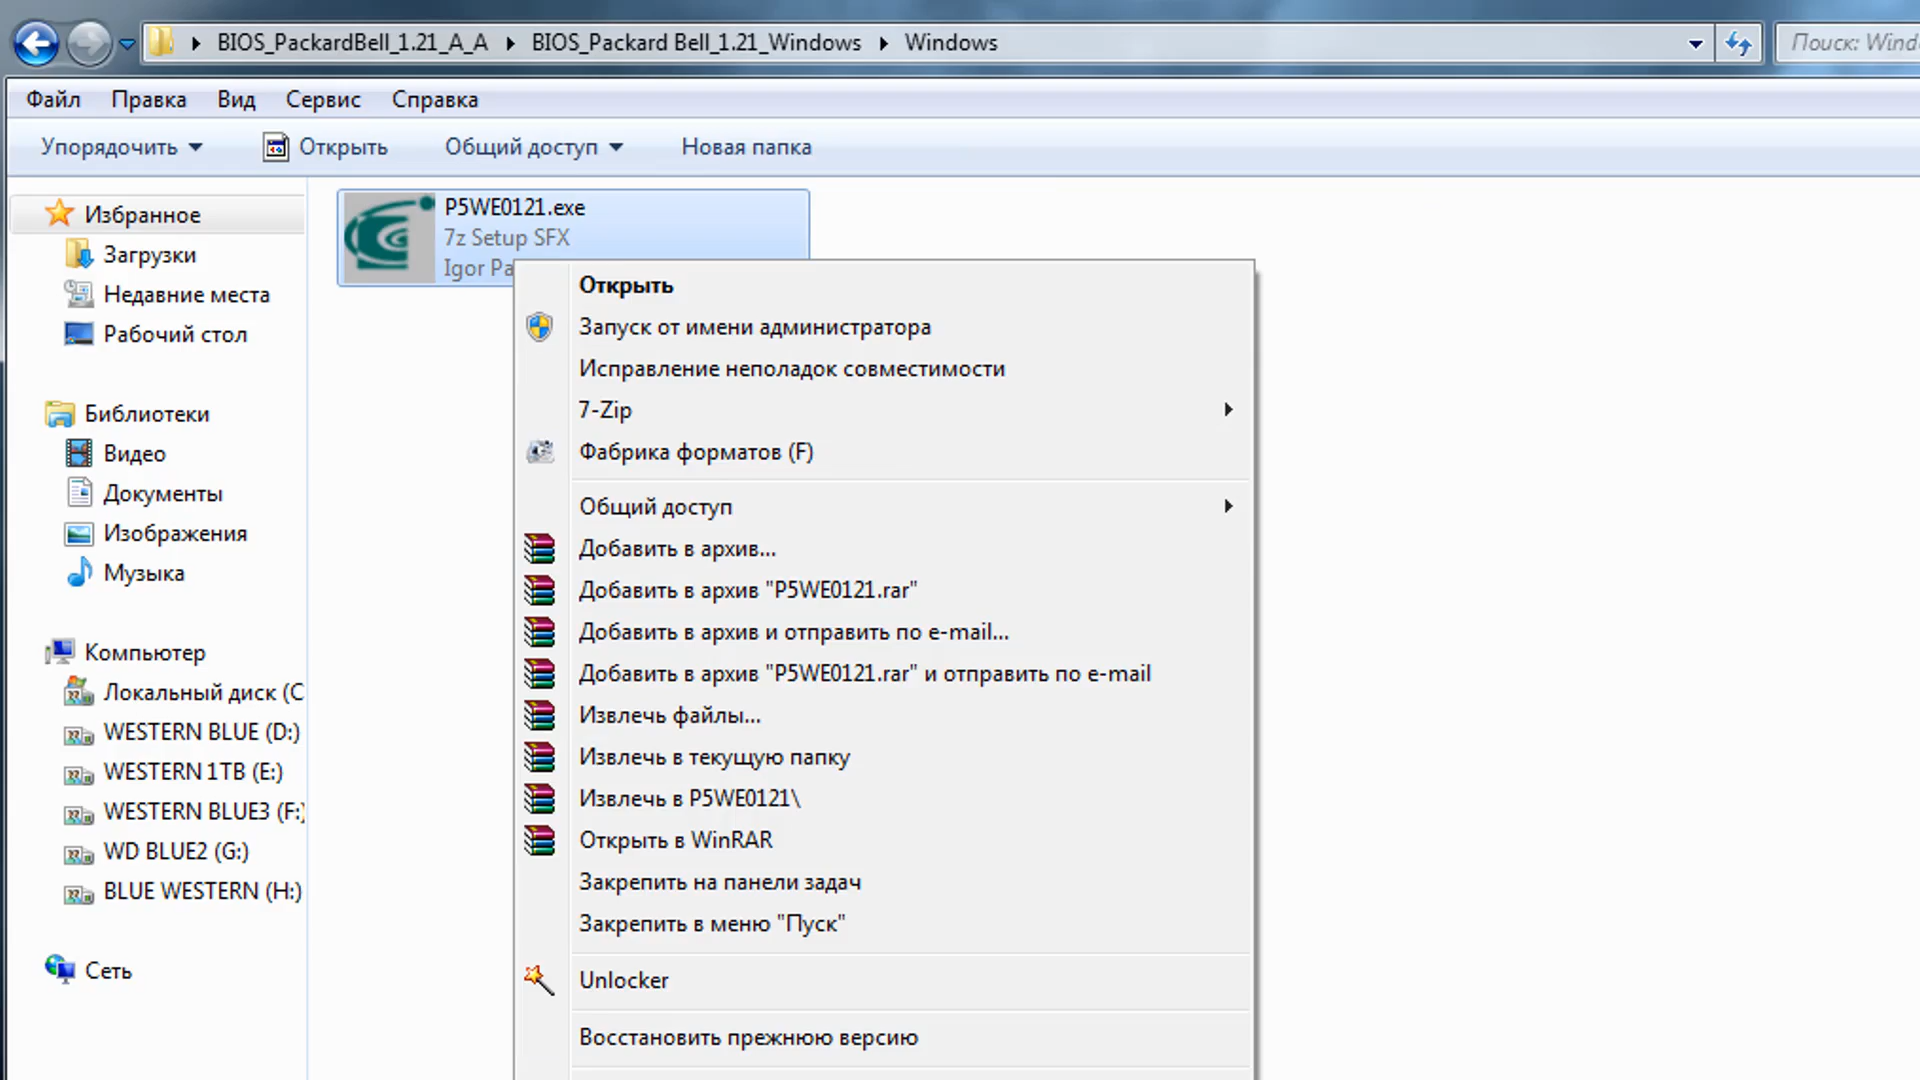 BIOS_PackardBell_1.21_A_A
BIOS_Packard Bell_1.21_Windows
Windows
Поиск: Wind
Файл
Правка
Вид
Сервис
Справка
Упорядочить
Открыть
Общий доступ
Новая папка
Избранное
Загрузки
Недавние места
Рабочий стол
Библиотеки
Видео
Документы
Изображения
Музыка
Компьютер
Локальный диск (C
WESTERN BLUE (D:)
WESTERN 1TB (E:)
WESTERN BLUE3 (F:)
WD BLUE2 (G:)
BLUE WESTERN (H:)
Сеть
P5WE0121.exe
7z Setup SFX
Igor Pa
Открыть
Запуск от имени администратора
Исправление неполадок совместимости
7-Zip
Фабрика форматов (F)
Общий доступ
Добавить в архив...
Добавить в архив "P5WE0121.rar"
Добавить в архив и отправить по e-mail...
Добавить в архив "P5WE0121.rar" и отправить по e-mail
Извлечь файлы...
Извлечь в текущую папку
Извлечь в P5WE0121\
Открыть в WinRAR
Закрепить на панели задач
Закрепить в меню "Пуск"
Unlocker
Восстановить прежнюю версию